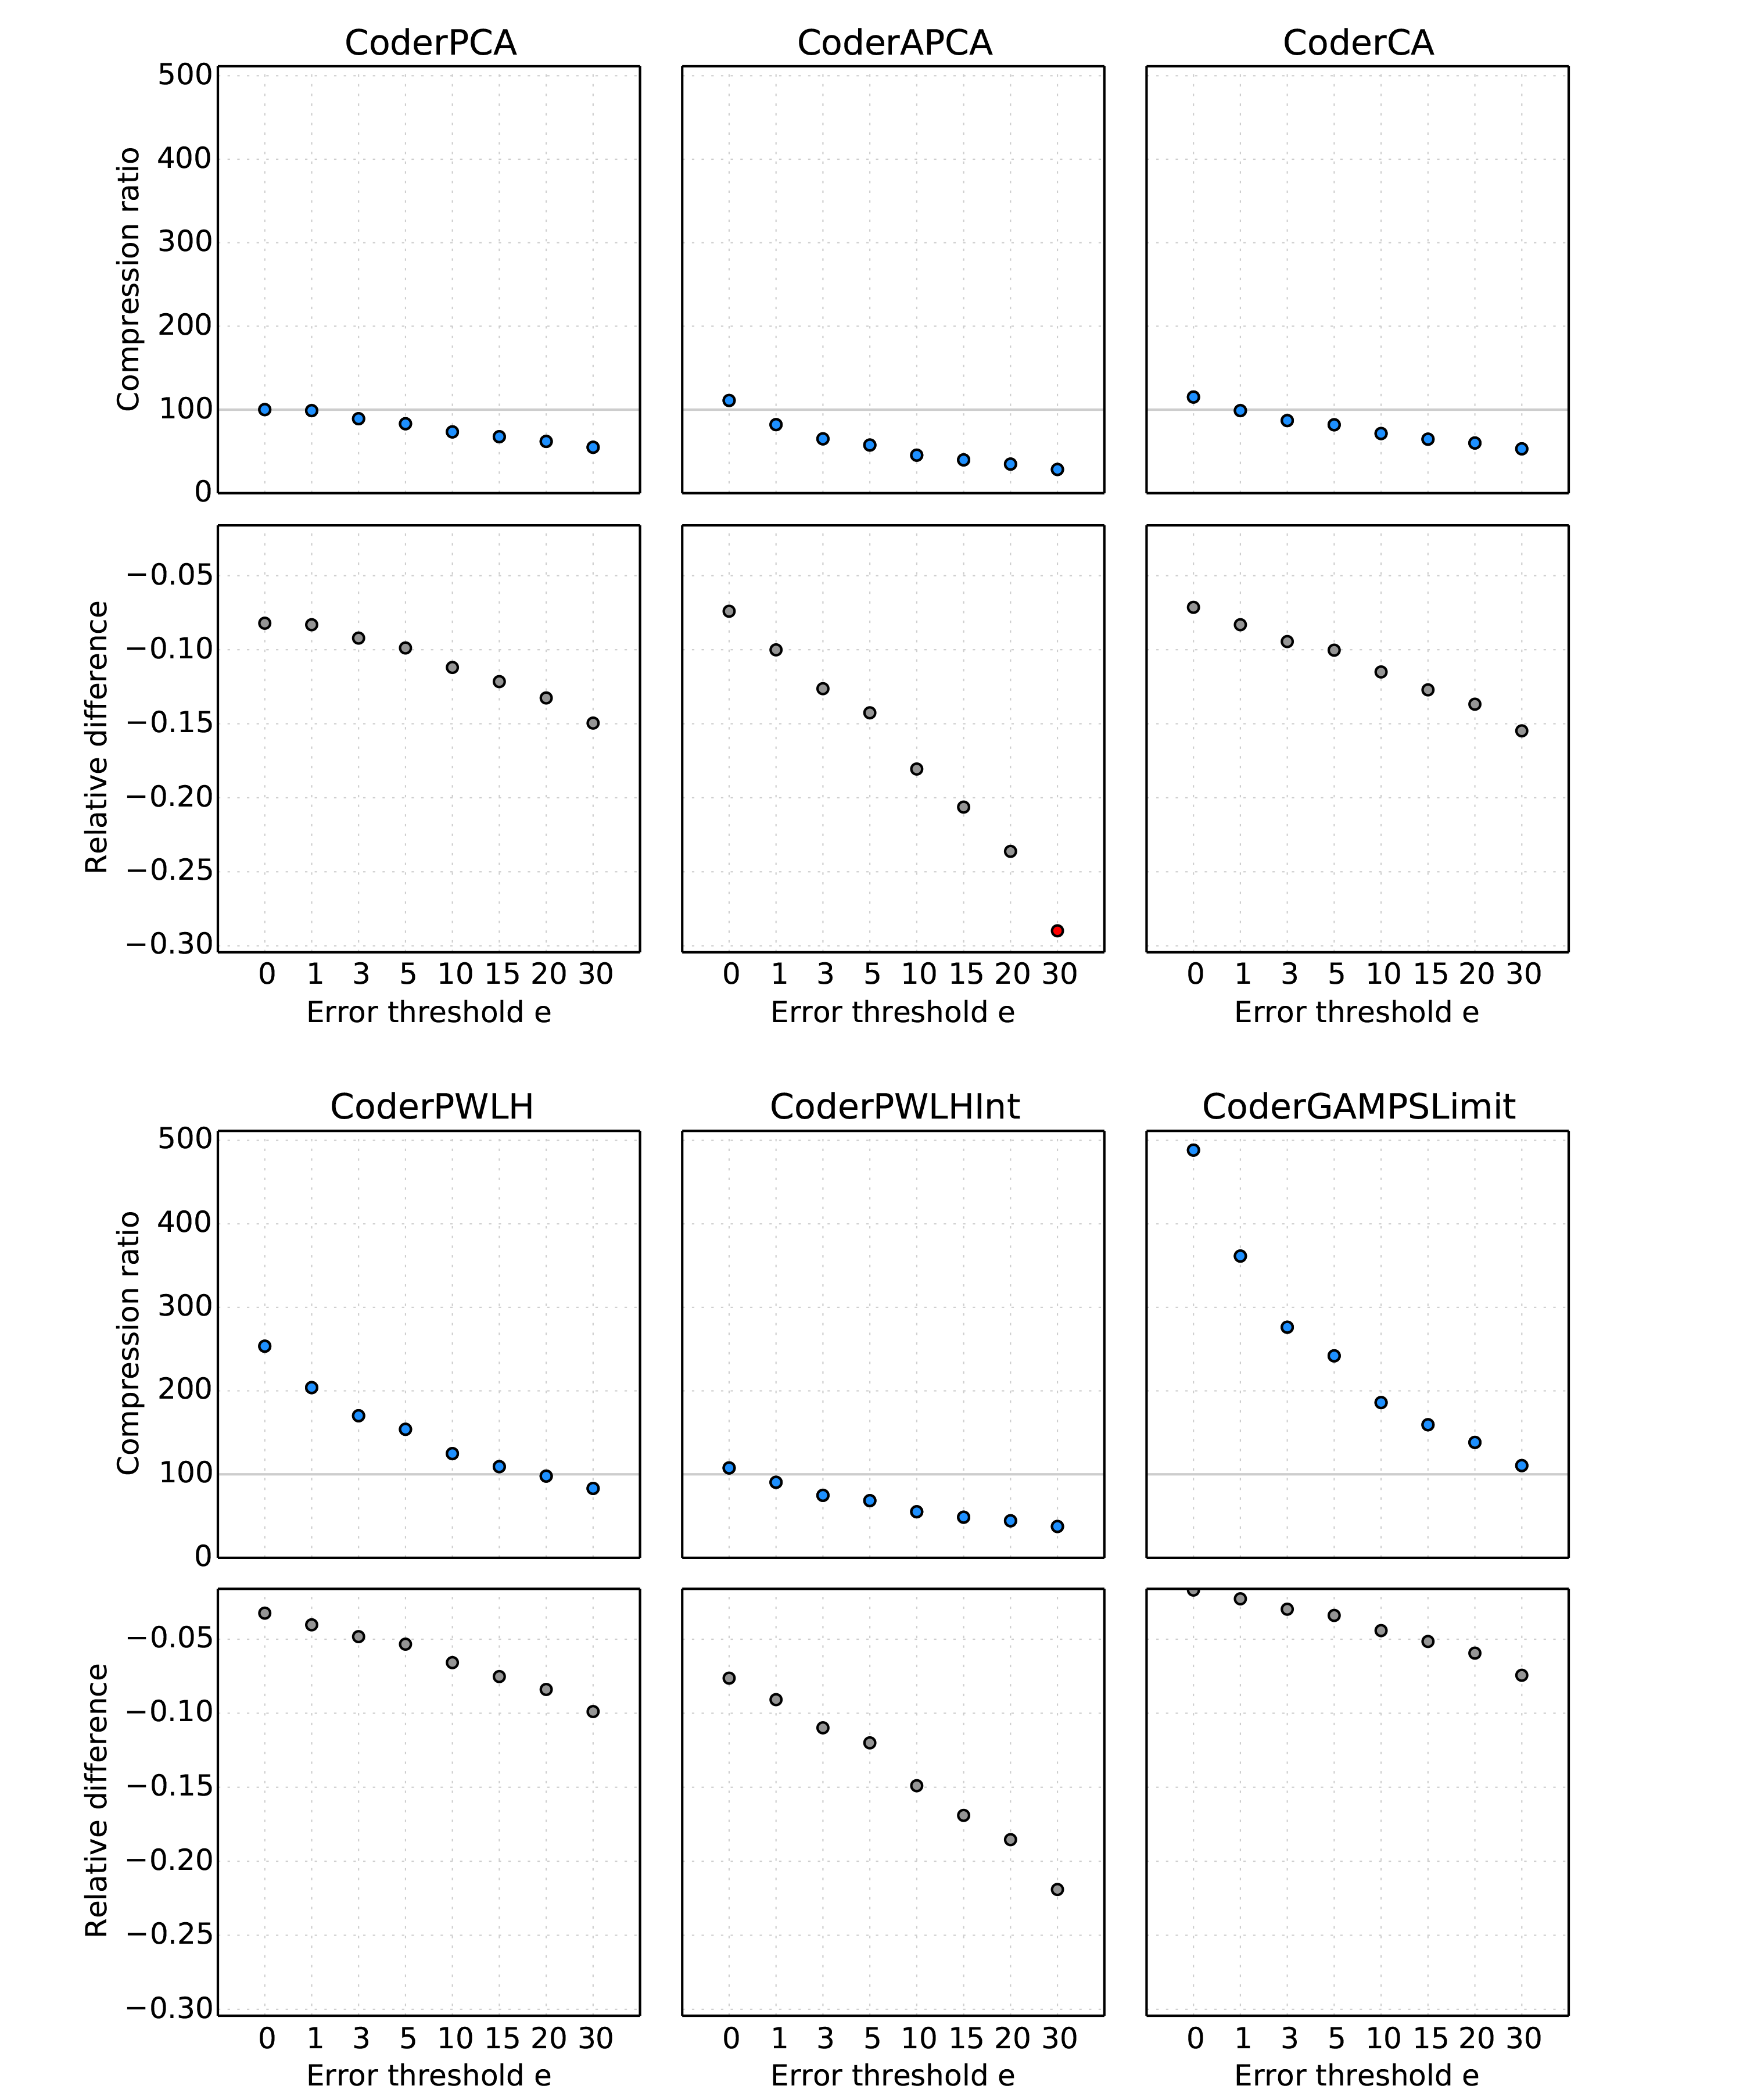 CoderPCA CoderAPCA CoderCA
500
400
300
200
100
0
Compression ratio
−0.05
−0.10
−0.15
−0.20
−0.25
−0.30
Relative difference
0 1 3 5 10 15 20 30 0 1 3 5 10 15 20 30 0 1 3 5 10 15 20 30
Error threshold e Error threshold e Error threshold e
CoderPWLH CoderPWLHInt CoderGAMPSLimit
500
400
300
200
100
0
Compression ratio
−0.05
−0.10
−0.15
−0.20
−0.25
−0.30
Relative difference
0 1 3 5 10 15 20 30 0 1 3 5 10 15 20 30 0 1 3 5 10 15 20 30
Error threshold e Error threshold e Error threshold e